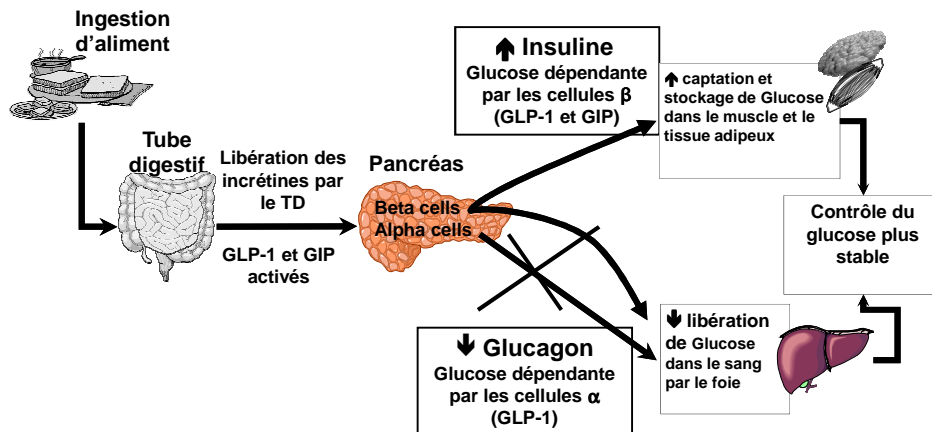 Ingestion
d’aliment
Tube
digestif
Libération des
incrétines par
le TD
GLP-1 et GIP
activés
Pancréas
Beta cells
Alpha cells
🡹 Insuline
Glucose dépendante
par les cellules β
(GLP-1 et GIP)
🡹 captation et
stockage de Glucose
dans le muscle et le
tissue adipeux
Contrôle du
glucose plus
stable
🡻 Glucagon
Glucose dépendante
par les cellules α
(GLP-1)
🡻 libération
de Glucose
dans le sang
par le foie